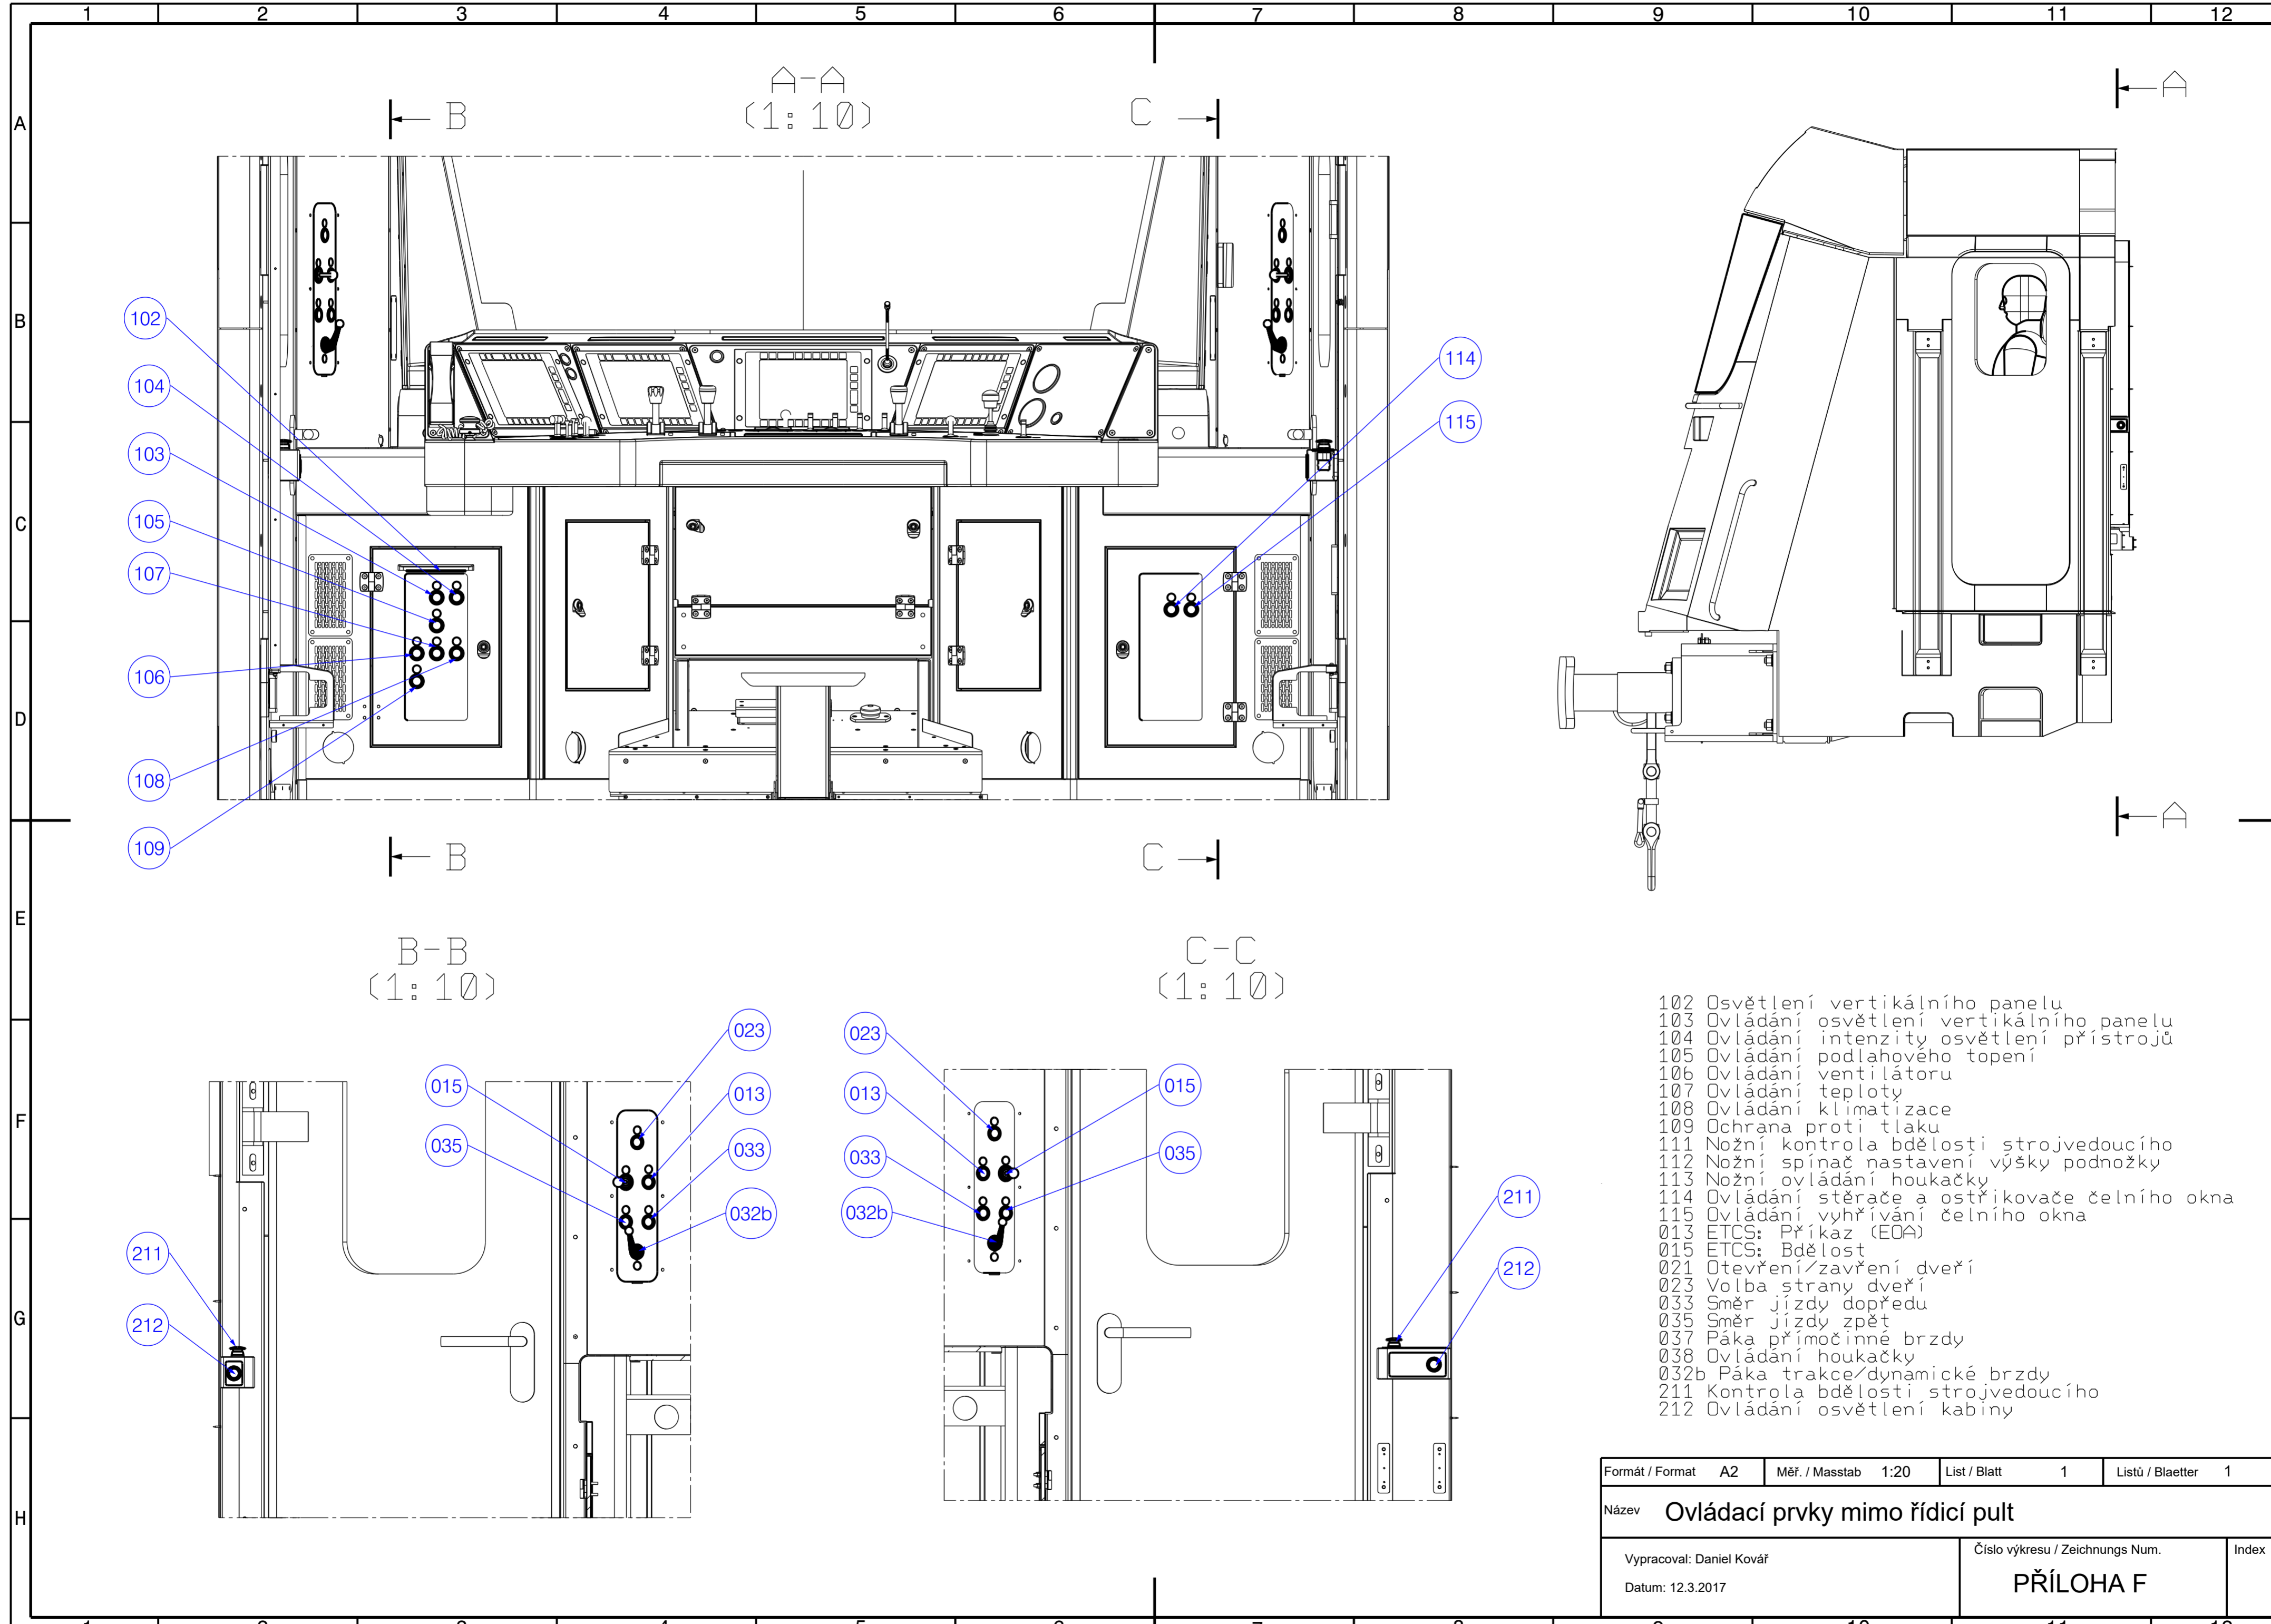 1 2 3 4 5 6 7 8 9 10 11 12
A
B
C
D
E
F
G
H
A-A
(1:10)
B
C
A
102
104
103
105
107
106
108
109
114
115
B
C
A
B-B
(1:10)
C-C
(1:10)
023
015
013
035
033
032b
211
212
023
013
015
033
035
032b
211
212
102 Osvětlení vertikálního panelu
103 Ovládání osvětlení vertikálního panelu
104 Ovládání intenzity osvětlení přístrojů
105 Ovládání podlahového topení
106 Ovládání ventilátoru
107 Ovládání teploty
108 Ovládání klimatizace
109 Ochrana proti tlaku
111 Nožní kontrola bdělosti strojvedoucího
112 Nožní spínač nastavení výšky podnožky
113 Nožní ovládání houkačky
114 Ovládání stěrače a ostřikovače čelního okna
115 Ovládání vyhřívání čelního okna
013 ETCS: Příkaz (EOA)
015 ETCS: Bdělost
021 Otevření/zavření dveří
023 Volba strany dveří
033 Směr jízdy dopředu
035 Směr jízdy zpět
037 Páka přímočinné brzdy
038 Ovládání houkačky
032b Páka trakce/dynamické brzdy
211 Kontrola bdělosti strojvedoucího
212 Ovládání osvětlení kabiny
Formát / Format A2 Měř. / Masstab 1:20 List / Blatt 1 Listů / Blaetter 1
Název Ovládací prvky mimo řídicí pult
Vypracoval: Daniel Kovář
Datum: 12.3.2017
Číslo výkresu / Zeichnungs Num.
PŘÍLOHA F
Index